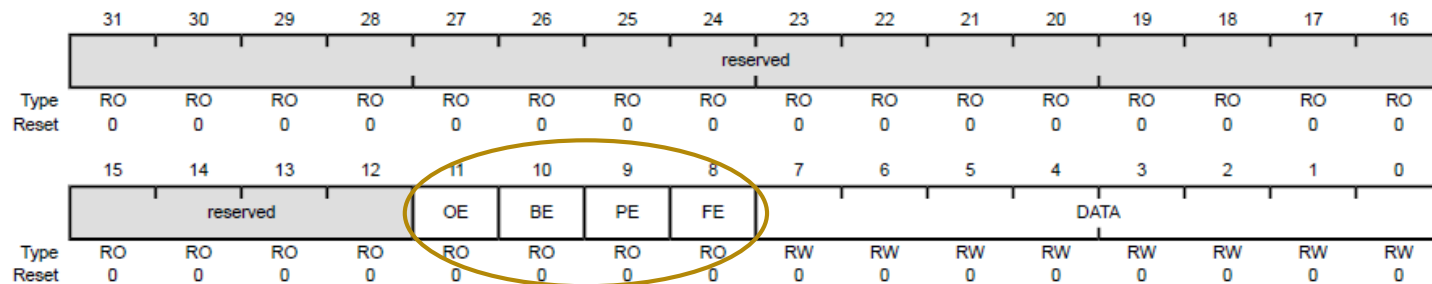 31 30 29 28 27 26 25 24 23 22 21 20 19 18 17 16
reserved
Type RO RO RO RO RO RO RO RO RO RO RO RO RO RO RO RO
Reset 0 0 0 0 0 0 0 0 0 0 0 0 0 0 0 0
15 14 13 12 11 10 9 8 7 6 5 4 3 2 1 0
reserved OE BE PE FE DATA
Type RO RO RO RO RO RO RO RO RW RW RW RW RW RW RW RW
Reset 0 0 0 0 0 0 0 0 0 0 0 0 0 0 0 0